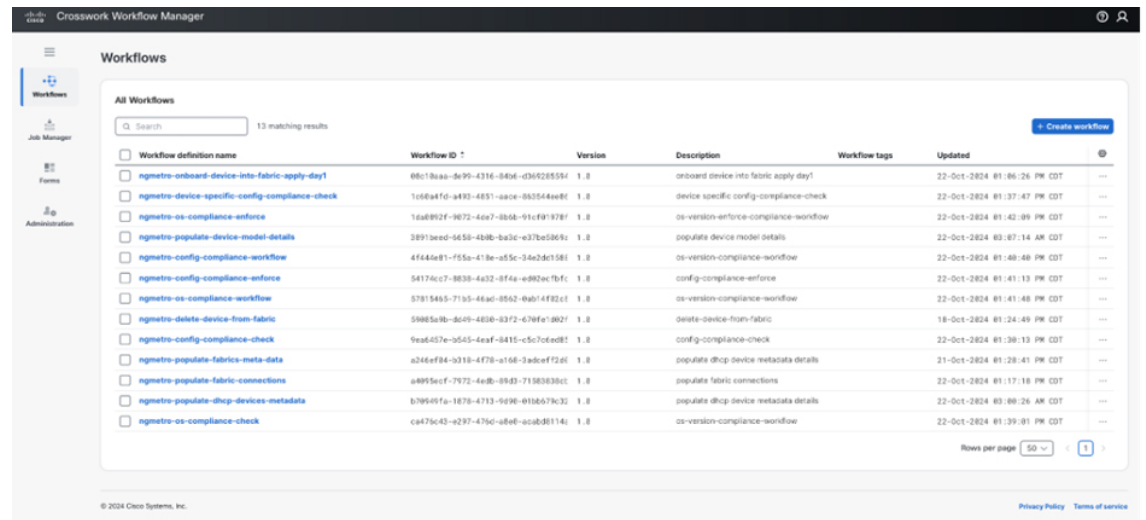 cisco Crosswork Workflow Manager
Workflows
Workflows
Job Manager
Forms
Administration
All Workflows
Search 13 matching results + Create workflow
Workflow definition name Workflow ID Version Description Workflow tags Updated
ngmetro-onboard-device-into-fabric-apply-day1 1.0 onboard device into fabric apply day1 22-Oct-2024 01:06:26 PM CDT
ngmetro-device-specific-config-compliance-check 1.0 device specific config-compliance-check 22-Oct-2024 01:37:47 PM CDT
ngmetro-os-compliance-enforce 1.0 os-version-enforce-compliance-workflow 22-Oct-2024 01:42:09 PM CDT
ngmetro-populate-device-model-details 1.0 populate device model details 22-Oct-2024 03:07:14 AM CDT
ngmetro-config-compliance-workflow 1.0 os-version-compliance-workflow 22-Oct-2024 01:40:40 PM CDT
ngmetro-config-compliance-enforce 1.0 config-compliance-enforce 22-Oct-2024 01:41:13 PM CDT
ngmetro-os-compliance-workflow 1.0 os-version-compliance-workflow 22-Oct-2024 01:41:48 PM CDT
ngmetro-delete-device-from-fabric 1.0 delete-device-from-fabric 18-Oct-2024 01:24:49 PM CDT
ngmetro-config-compliance-check 1.0 config-compliance-check 22-Oct-2024 01:30:13 PM CDT
ngmetro-populate-fabrics-meta-data 1.0 populate dhcp device metadata details 21-Oct-2024 01:28:41 PM CDT
ngmetro-populate-fabric-connections 1.0 populate fabric connections 22-Oct-2024 01:17:18 PM CDT
ngmetro-populate-dhcp-devices-metadata 1.0 populate dhcp device metadata details 22-Oct-2024 03:00:26 AM CDT
ngmetro-os-compliance-check 1.0 os-version-compliance-workflow 22-Oct-2024 01:39:01 PM CDT
Rows per page 50 1
© 2024 Cisco Systems, Inc. Privacy Policy Terms of service